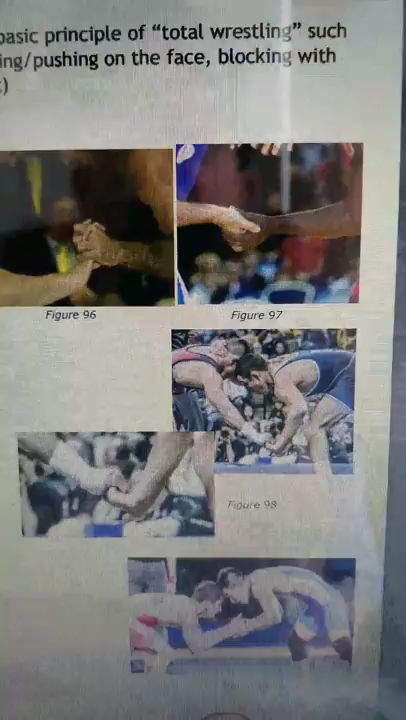 basic principle of “total wrestling” such
ing/pushing on the face, blocking with
:)
Figure 96
Figure 97
Figure 98